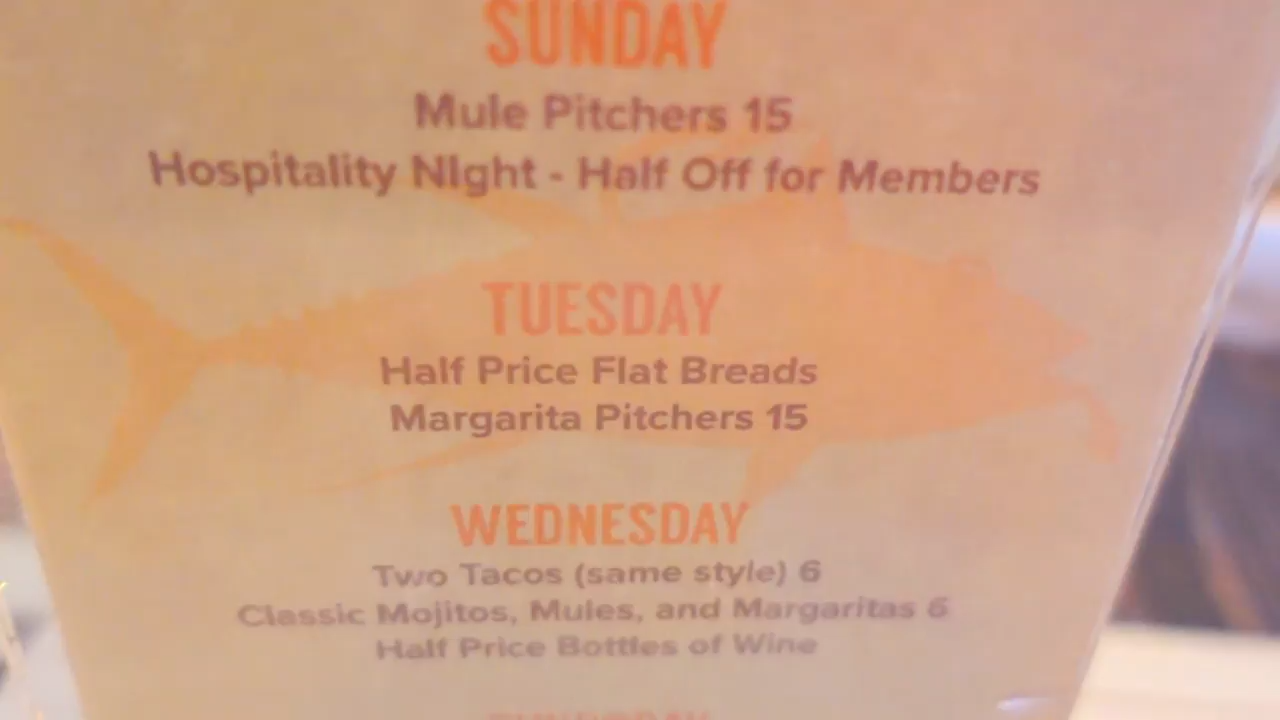 SUNDAY
Mule Pitchers 15
Hospitality NIght - Half Off for Members
TUESDAY
Half Price Flat Breads
Margarita Pitchers 15
WEDNESDAY
Two Tacos (same style) 6
Classic Mojitos, Mules, and Margaritas 6
Half Price Bottles of Wine